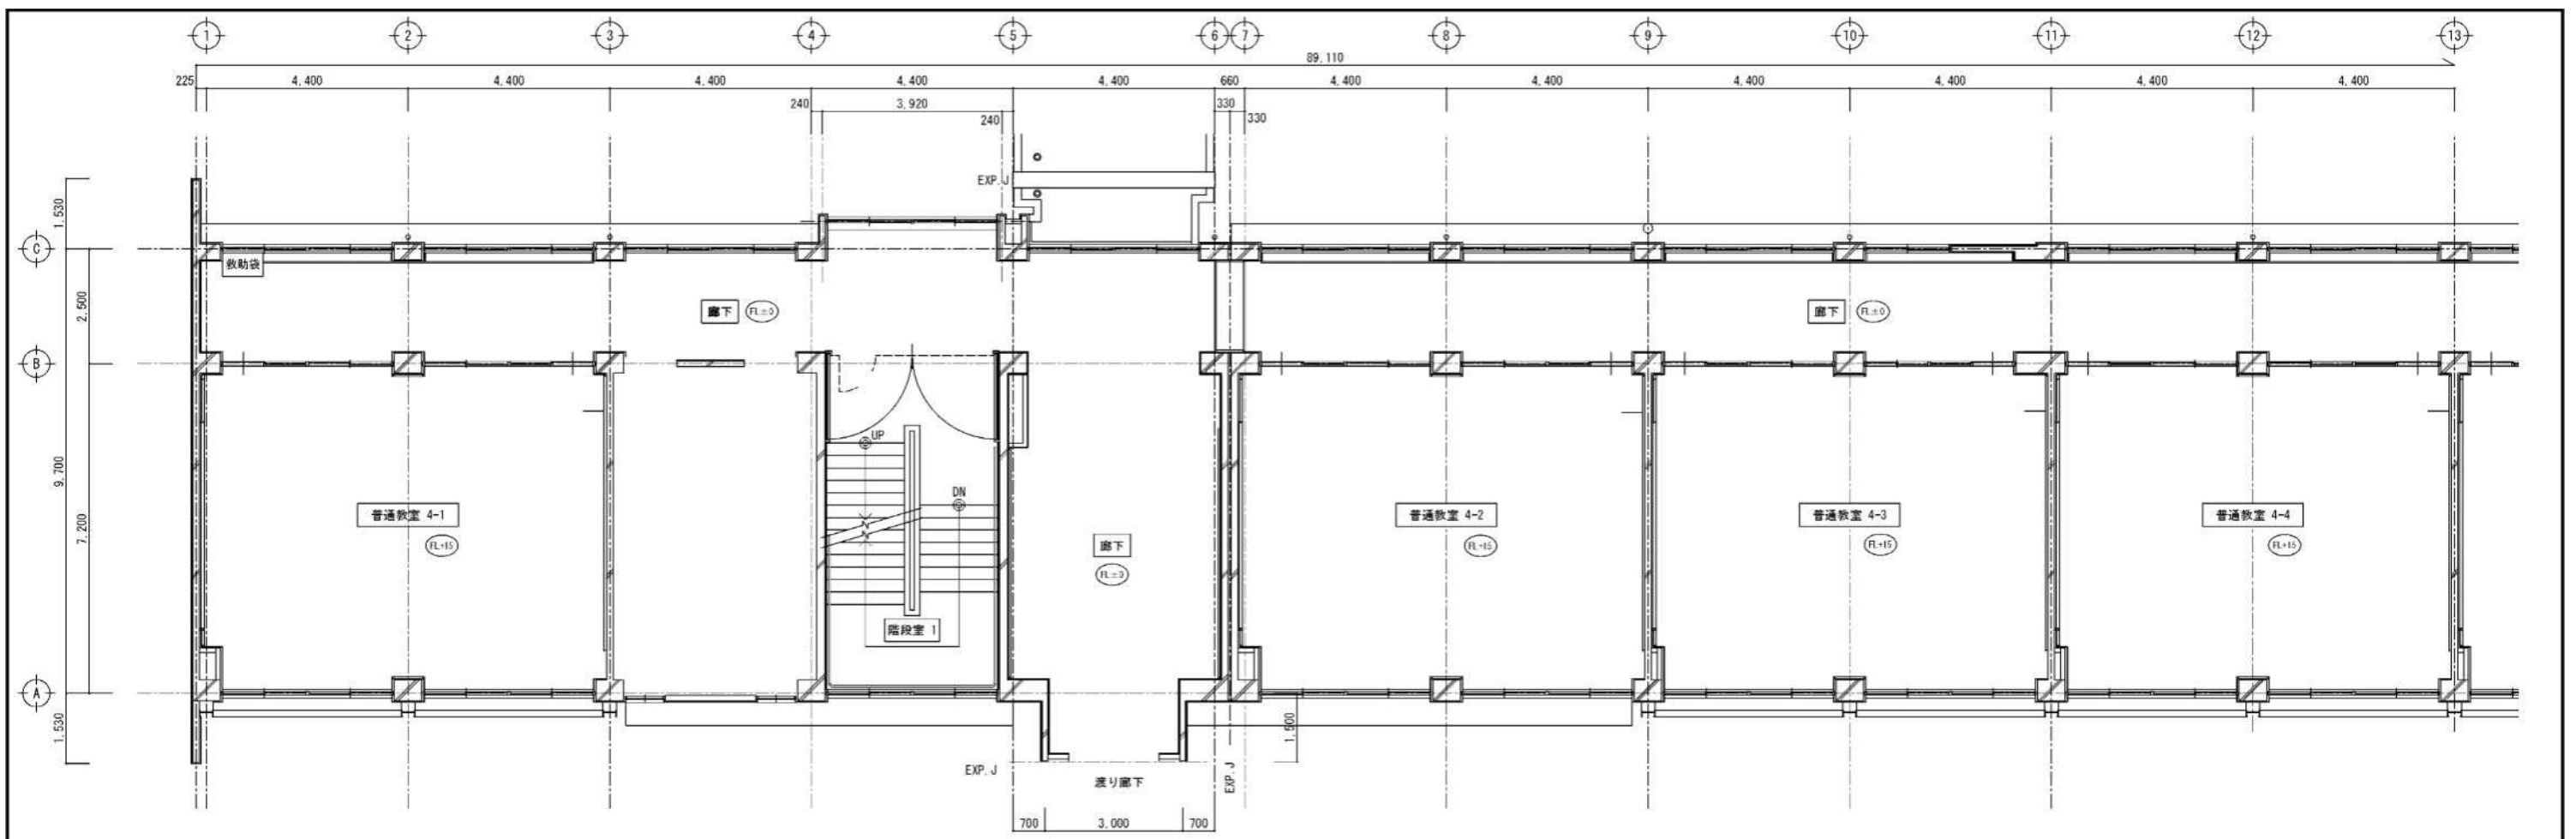 1 2 3 4 5 6 7 8 9 10 11 12 13
89,110
225 4,400 4,400 4,400 4,400 4,400 660 4,400 4,400 4,400 4,400 4,400 4,400
240 3,920 330
240 330
EXP. J
1,530
C
救助袋
2,500
廊下 FL±0
廊下 FL±0
B
UP
9,700
DN
7,200
普通教室 4-1
FL+15
廊下
FL±0
普通教室 4-2
FL+15
普通教室 4-3
FL+15
普通教室 4-4
FL+15
階段室 1
A
1,530
1,500
EXP. J
渡り廊下
EXP. J
700 3,000 700